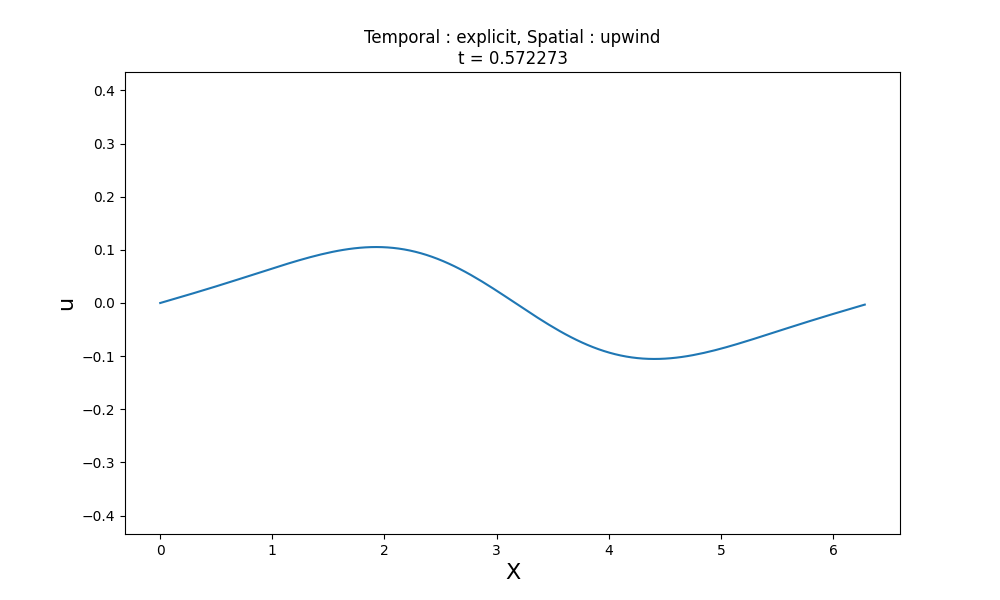 Temporal : explicit, Spatial : upwind
t = 0.572273
0.4
0.3
0.2
0.1
0.0
−0.1
−0.2
−0.3
−0.4
u
0 1 2 3 4 5 6
X